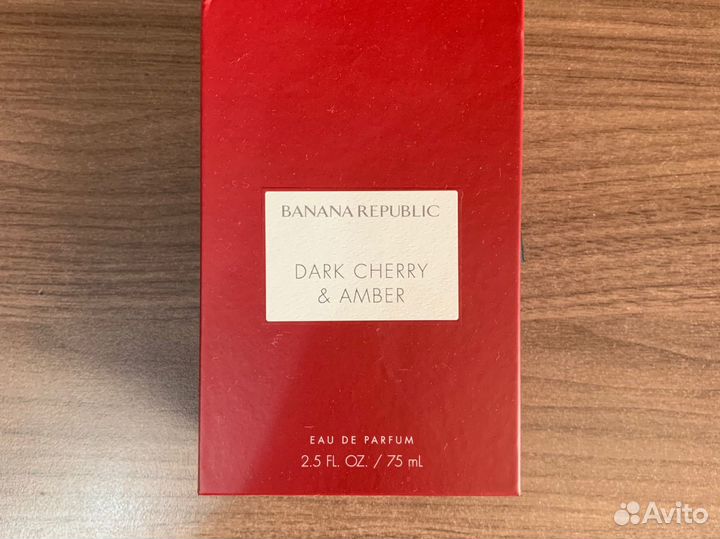 BANANA REPUBLIC
DARK CHERRY
& AMBER
EAU DE PARFUM
2.5 FL. OZ. / 75 mL
Avito